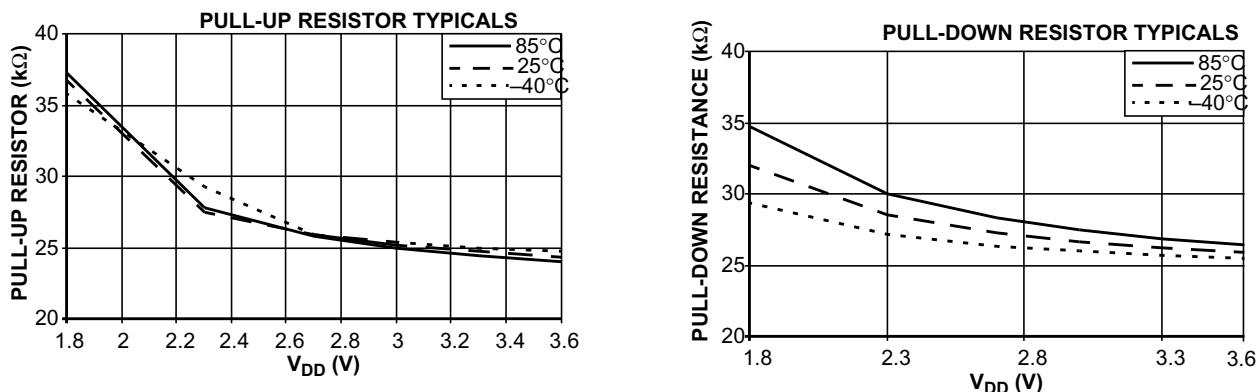 PULL-UP RESISTOR TYPICALS
PULL-UP RESISTOR (kΩ)
40
35
30
25
20
85°C
25°C
–40°C
1.8 2 2.2 2.4 2.6 2.8 3 3.2 3.4 3.6
VDD (V)
PULL-DOWN RESISTOR TYPICALS
PULL-DOWN RESISTANCE (kΩ)
40
35
30
25
20
85°C
25°C
–40°C
1.8 2.3 2.8 3.3 3.6
VDD (V)